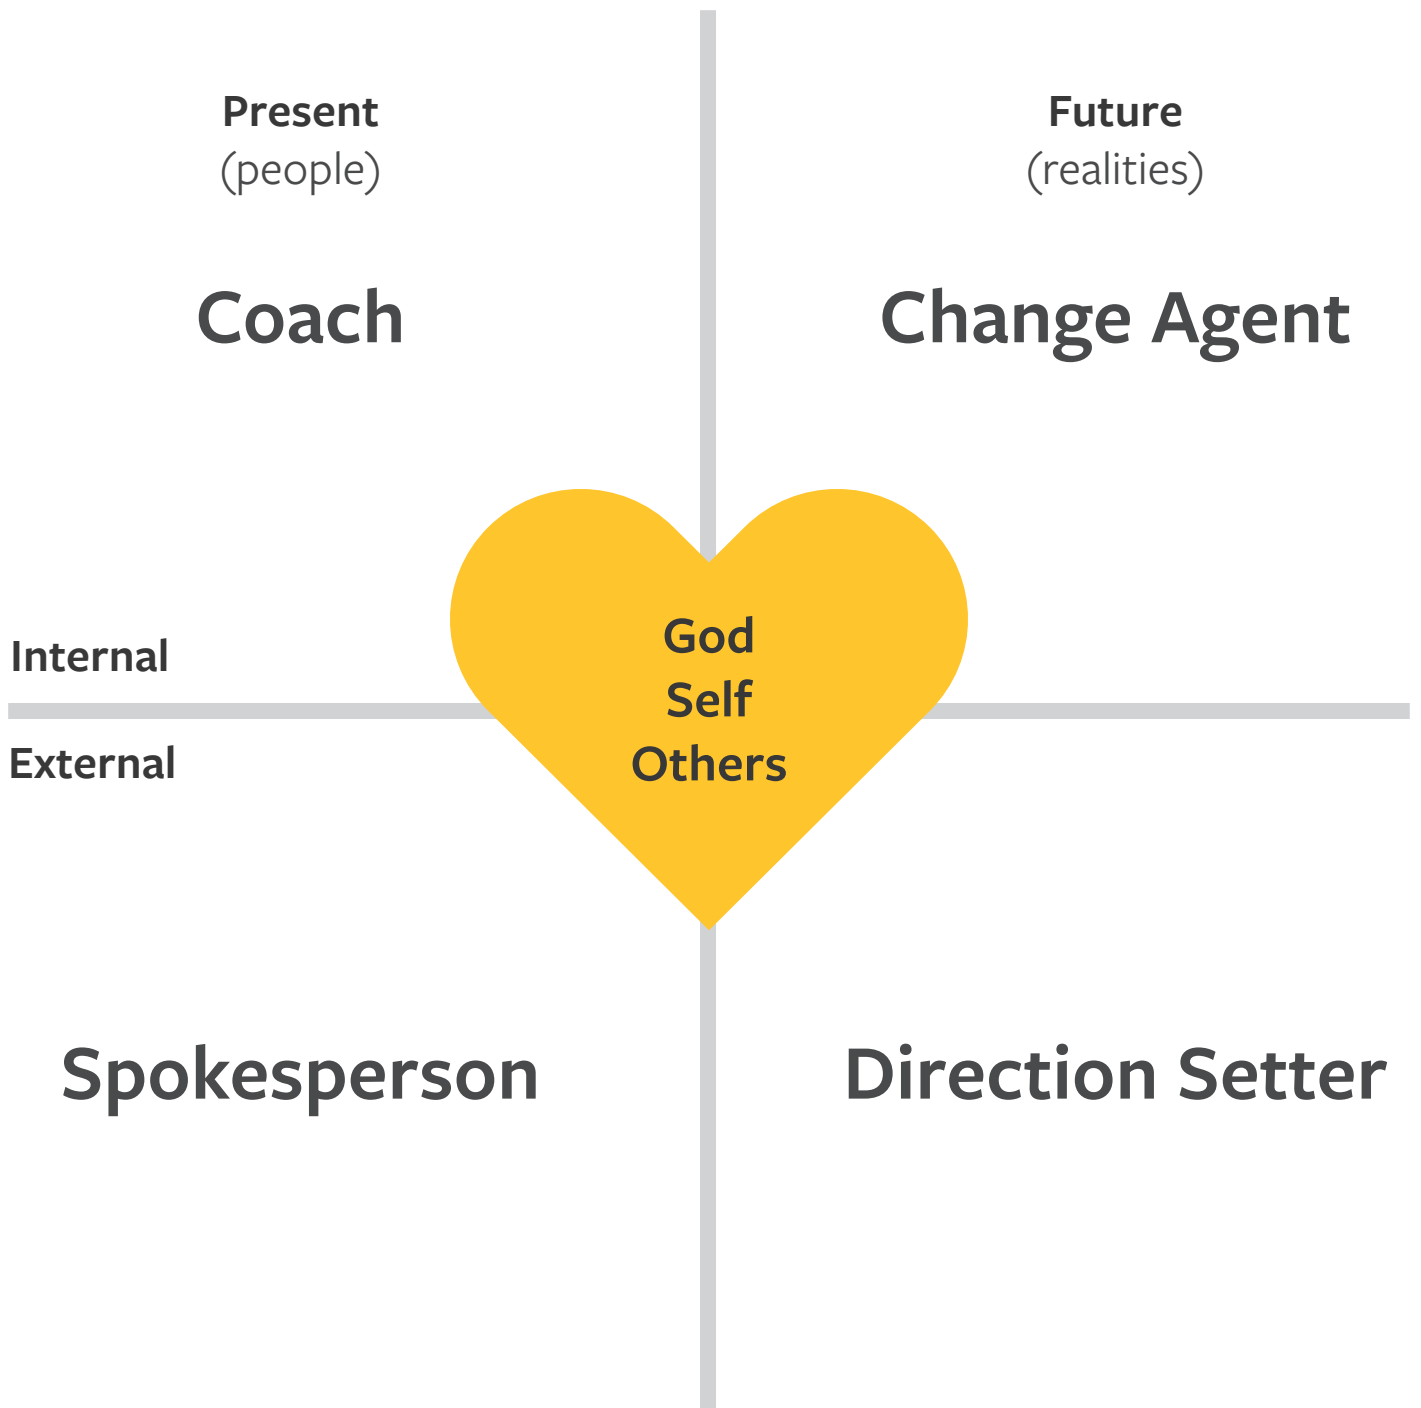 Present
(people)
Future
(realities)
Coach
Change Agent
God
Self
Others
Internal
External
Spokesperson
Direction Setter